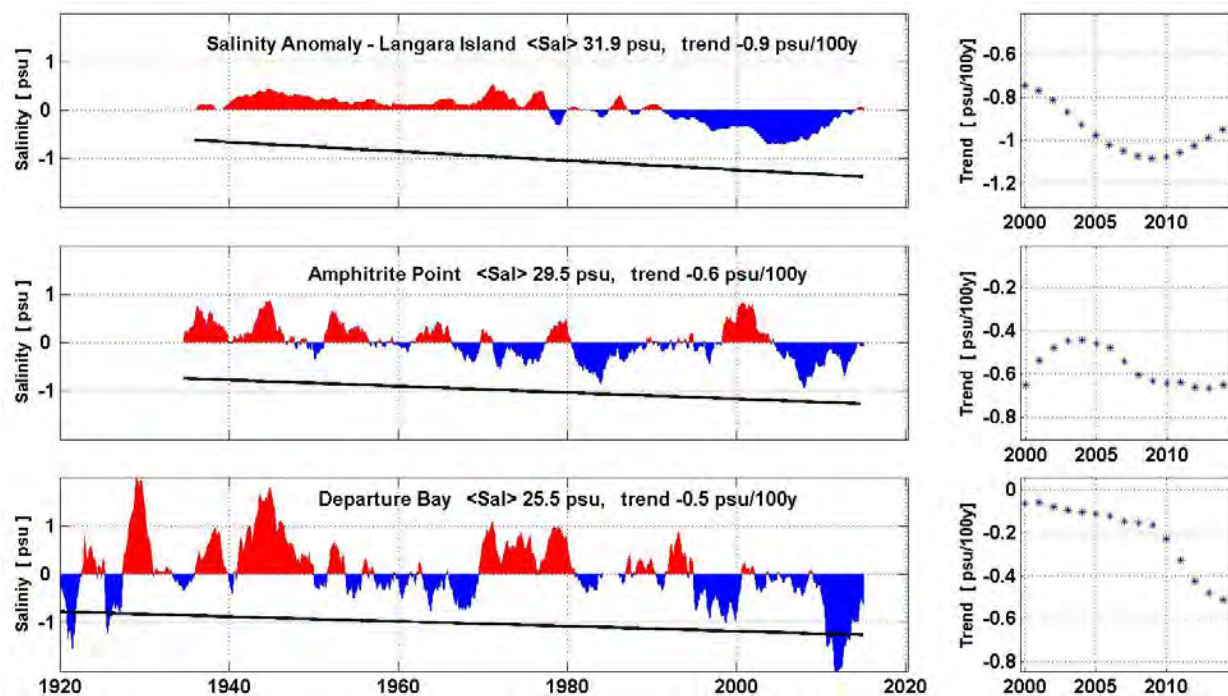 Salinity Anomaly - Langara Island <Sal> 31.9 psu, trend -0.9 psu/100y
Salinity [ psu]
1
0
-1
Trend [ psu/100y]
-0.6
-0.8
-1
-1.2
2000 2005 2010
Amphitrite Point <Sal> 29.5 psu, trend -0.6 psu/100y
Salinity [ psu]
1
0
-1
Trend [ psu/100y]
-0.2
-0.4
-0.6
-0.8
2000 2005 2010
Departure Bay <Sal> 25.5 psu, trend -0.5 psu/100y
Saliniy [ psu]
1
0
-1
1920 1940 1960 1980 2000 2020
Trend [ psu/100y]
0
-0.2
-0.4
-0.6
-0.8
2000 2005 2010